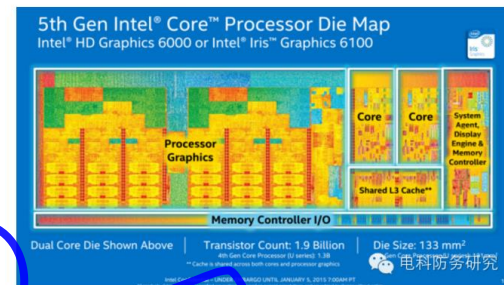 5th Gen Intel® Core™ Processor Die Map
Intel® HD Graphics 6000 or Intel® Iris™ Graphics 6100
Processor
Graphics
Core
Core
Shared L3 Cache**
System
Agent,
Display
Engine &
Memory
Controller
Memory Controller I/O
Dual Core Die Shown Above
Transistor Count: 1.9 Billion
4th Gen Core Processor (U series): 1.3B
Die Size: 133 mm²
** Cache is shared across both cores and processor graphics
电科防务研究